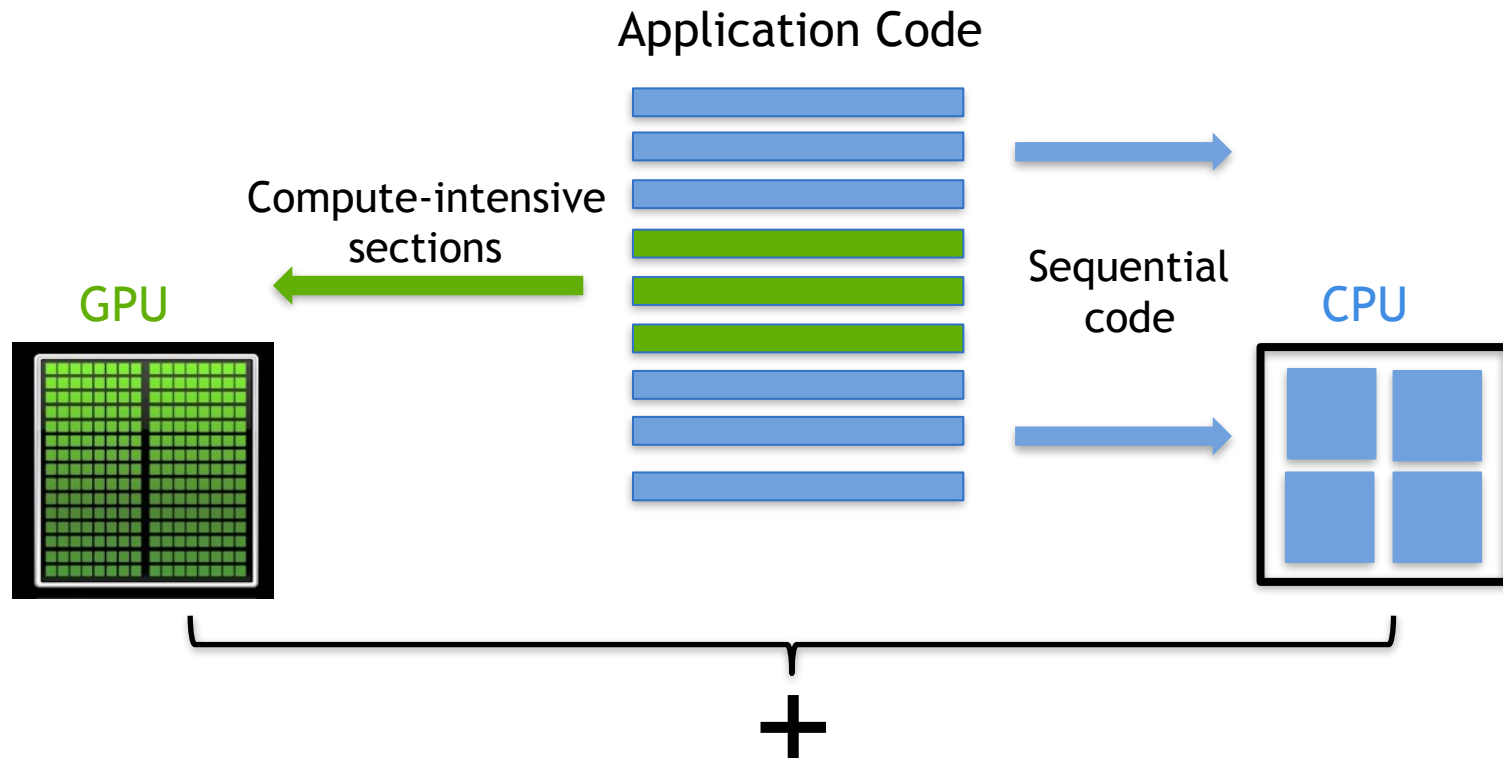 Application Code
Compute-intensive
sections
Sequential
code
GPU
CPU
+